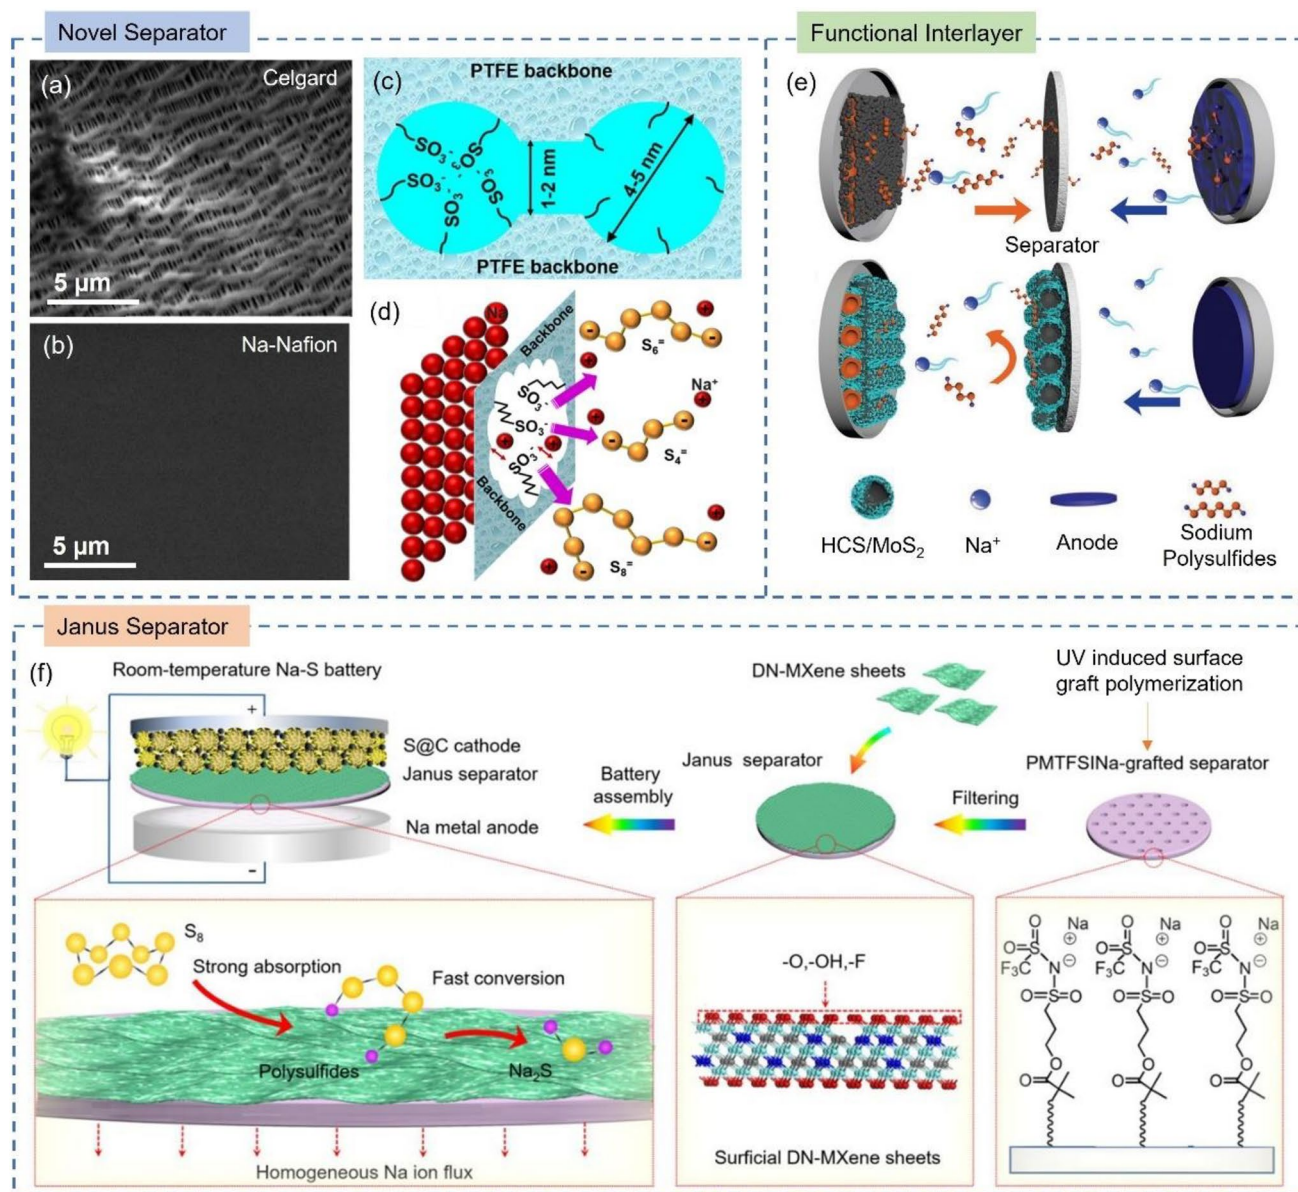 Novel Separator
Functional Interlayer
(a)
Celgard
5 µm
(b)
Na-Nafion
5 µm
(c)
PTFE backbone
SO₃⁻
SO₃⁻
SO₃⁻
SO₃⁻
SO₃⁻
1-2 nm
4-5 nm
PTFE backbone
(d)
Na
Backbone
SO₃⁻
SO₃⁻
SO₃⁻
Backbone
S₆⁼
Na⁺
S₄⁼
S₈⁼
(e)
Separator
HCS/MoS₂
Na⁺
Anode
Sodium
Polysulfides
Janus Separator
(f)
Room-temperature Na-S battery
+
S@C cathode
Janus separator
Na metal anode
-
Battery
assembly
DN-MXene sheets
Janus separator
Filtering
UV induced surface
graft polymerization
PMTFSINa-grafted separator
S₈
Strong absorption
Fast conversion
Polysulfides
Na₂S
Homogeneous Na ion flux
-O,-OH,-F
Surficial DN-MXene sheets
O Na O Na O Na
O=S ⊕ O=S ⊕ O=S ⊕
F₃C N ⊖ F₃C N ⊖ F₃C N ⊖
O=S=O O=S=O O=S=O
O O O
O O O